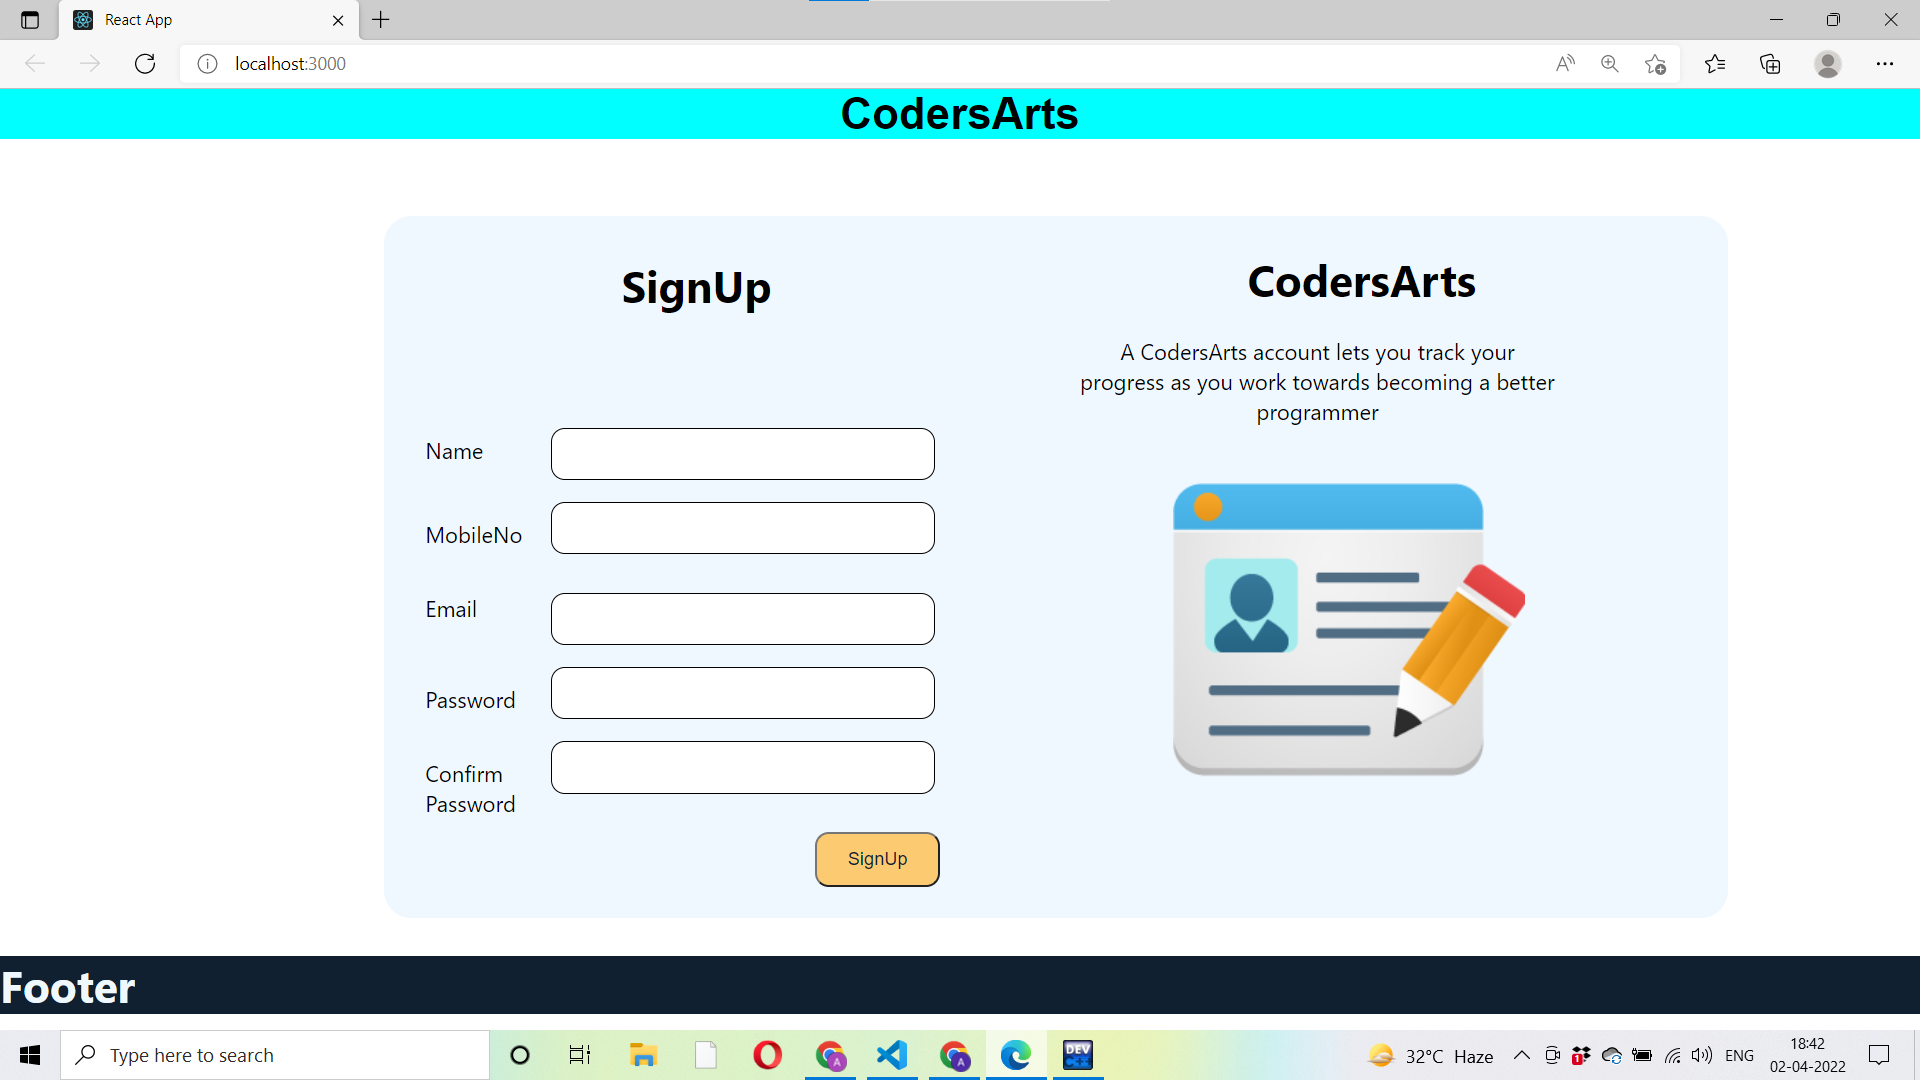 React App
localhost:3000
CodersArts
SignUp
Name
MobileNo
Email
Password
Confirm
Password
SignUp
CodersArts
A CodersArts account lets you track your
progress as you work towards becoming a better
programmer
Footer
Type here to search
A
A
DEV
C++
32°C Haze
1
ENG
18:42
02-04-2022